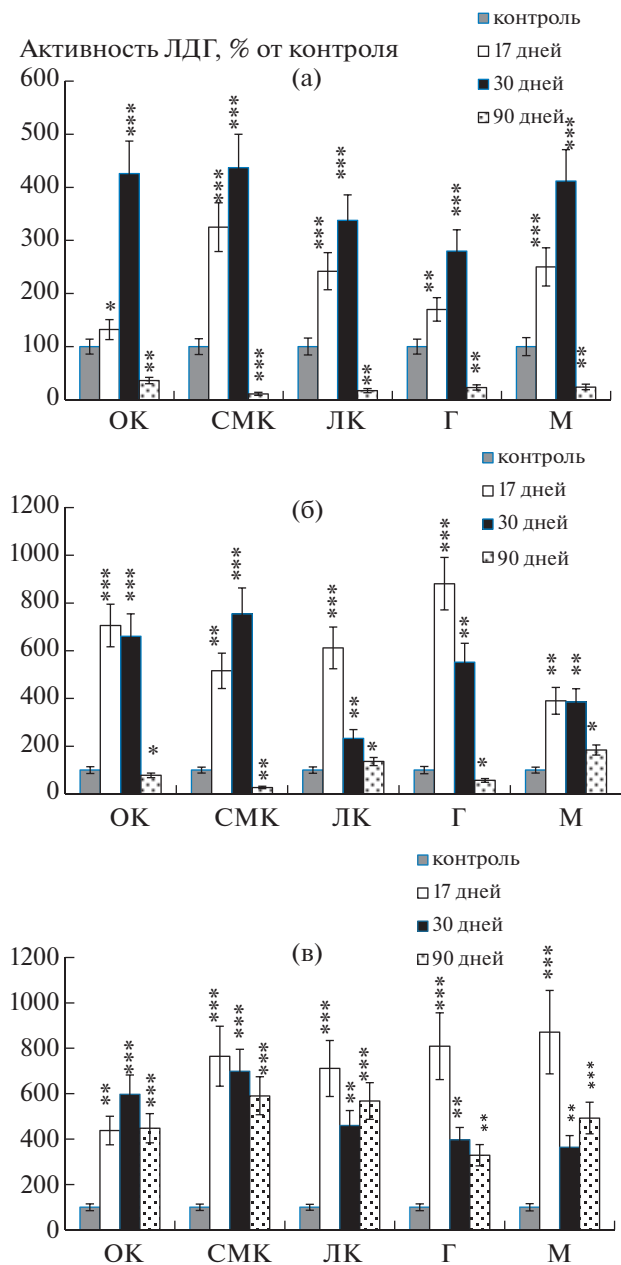 контроль
Активность ЛДГ, % от контроля
17 дней
(а)
30 дней
90 дней
600
500
400
300
200
100
0
*** *** *** *** ***
*** *** *** ** ***
* ** *** ** ** **
ОК СМК ЛК Г М
контроль
17 дней
(б)
30 дней
90 дней
1200
1000
800
600
400
200
0
*** *** * ** *** ** *** ** * *** ** * ** ** *
ОК СМК ЛК Г М
контроль
17 дней
30 дней
(в)
90 дней
1200
1000
800
600
400
200
0
** *** *** *** *** *** *** ** *** *** ** ** *** ** ***
ОК СМК ЛК Г М